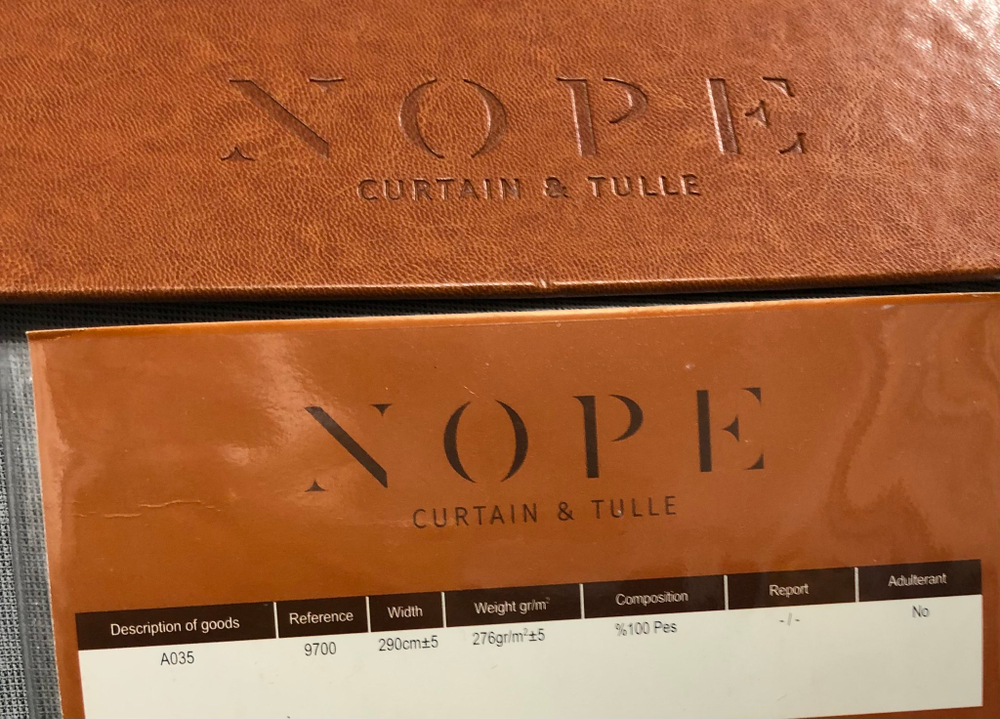 NOPE
CURTAIN & TULLE
NOPE
CURTAIN & TULLE
Description of goods Reference Width Weight gr/m² Composition Report Adulterant
A035 9700 290cm±5 276gr/m²±5 %100 Pes -/- No